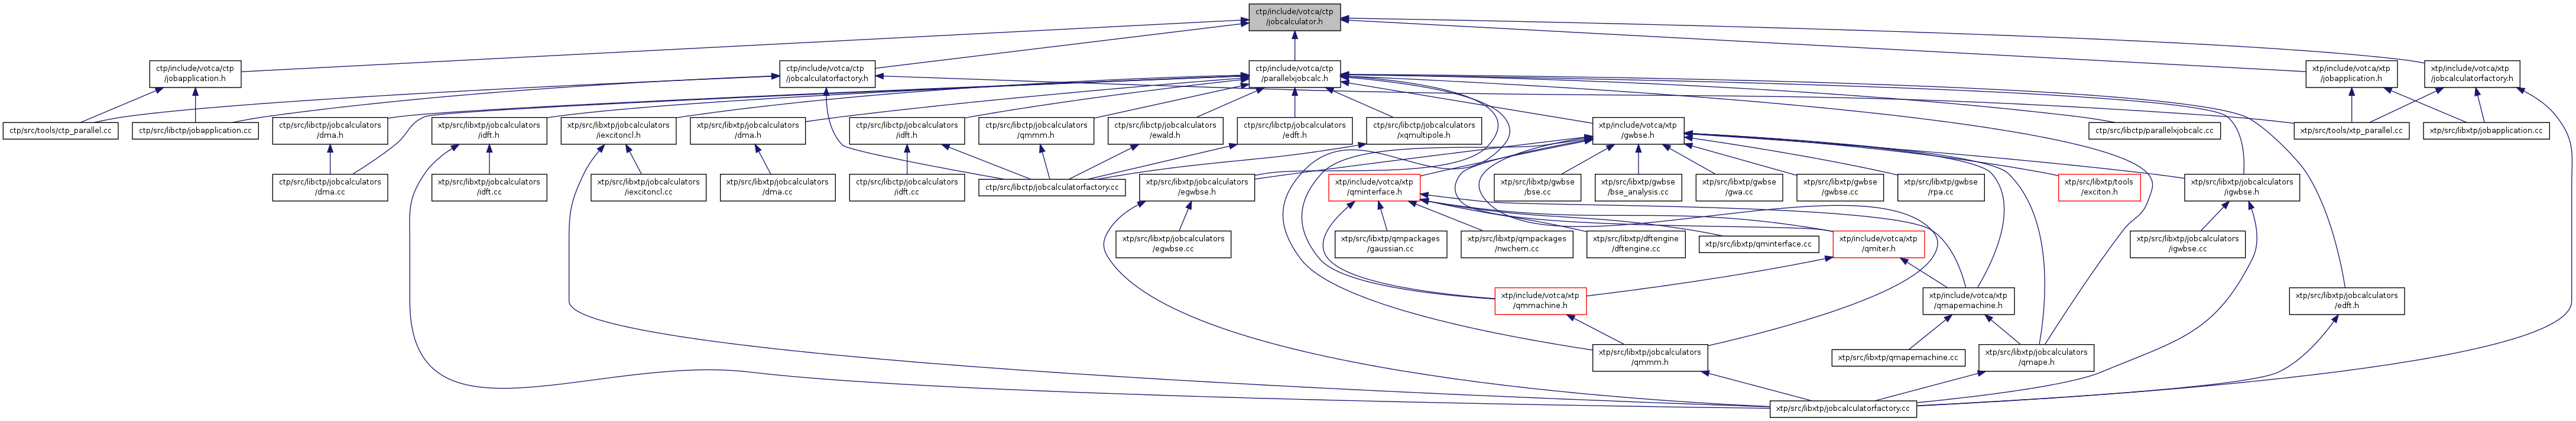 ctp/include/votca/ctp
/jobcalculator.h
ctp/include/votca/ctp
/jobapplication.h
ctp/include/votca/ctp
/jobcalculatorfactory.h
ctp/include/votca/ctp
/parallelxjobcalc.h
xtp/include/votca/xtp
/jobapplication.h
xtp/include/votca/xtp
/jobcalculatorfactory.h
ctp/src/tools/ctp_parallel.cc
ctp/src/libctp/jobapplication.cc
ctp/src/libctp/jobcalculators
/dma.h
xtp/src/libxtp/jobcalculators
/idft.h
xtp/src/libxtp/jobcalculators
/iexcitoncl.h
xtp/src/libxtp/jobcalculators
/dma.h
ctp/src/libctp/jobcalculators
/idft.h
ctp/src/libctp/jobcalculators
/qmmm.h
ctp/src/libctp/jobcalculators
/ewald.h
ctp/src/libctp/jobcalculators
/edft.h
ctp/src/libctp/jobcalculators
/xqmultipole.h
xtp/include/votca/xtp
/gwbse.h
ctp/src/libctp/parallelxjobcalc.cc
xtp/src/tools/xtp_parallel.cc
xtp/src/libxtp/jobapplication.cc
ctp/src/libctp/jobcalculators
/dma.cc
xtp/src/libxtp/jobcalculators
/idft.cc
xtp/src/libxtp/jobcalculators
/iexcitoncl.cc
xtp/src/libxtp/jobcalculators
/dma.cc
ctp/src/libctp/jobcalculators
/idft.cc
ctp/src/libctp/jobcalculatorfactory.cc
xtp/src/libxtp/jobcalculators
/egwbse.h
xtp/include/votca/xtp
/qminterface.h
xtp/src/libxtp/gwbse
/bse.cc
xtp/src/libxtp/gwbse
/bse_analysis.cc
xtp/src/libxtp/gwbse
/gwa.cc
xtp/src/libxtp/gwbse
/gwbse.cc
xtp/src/libxtp/gwbse
/rpa.cc
xtp/src/libxtp/tools
/exciton.h
xtp/src/libxtp/jobcalculators
/igwbse.h
xtp/src/libxtp/jobcalculators
/egwbse.cc
xtp/src/libxtp/qmpackages
/gaussian.cc
xtp/src/libxtp/qmpackages
/nwchem.cc
xtp/src/libxtp/dftengine
/dftengine.cc
xtp/src/libxtp/qminterface.cc
xtp/include/votca/xtp
/qmiter.h
xtp/src/libxtp/jobcalculators
/igwbse.cc
xtp/include/votca/xtp
/qmmachine.h
xtp/include/votca/xtp
/qmapemachine.h
xtp/src/libxtp/jobcalculators
/edft.h
xtp/src/libxtp/jobcalculators
/qmmm.h
xtp/src/libxtp/qmapemachine.cc
xtp/src/libxtp/jobcalculators
/qmape.h
xtp/src/libxtp/jobcalculatorfactory.cc